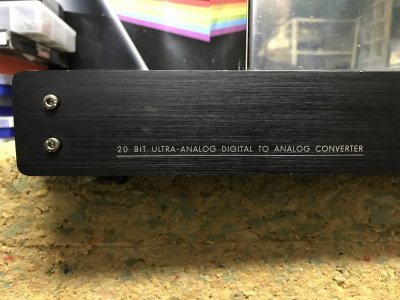 20 BIT ULTRA-ANALOG DIGITAL TO ANALOG CONVERTER